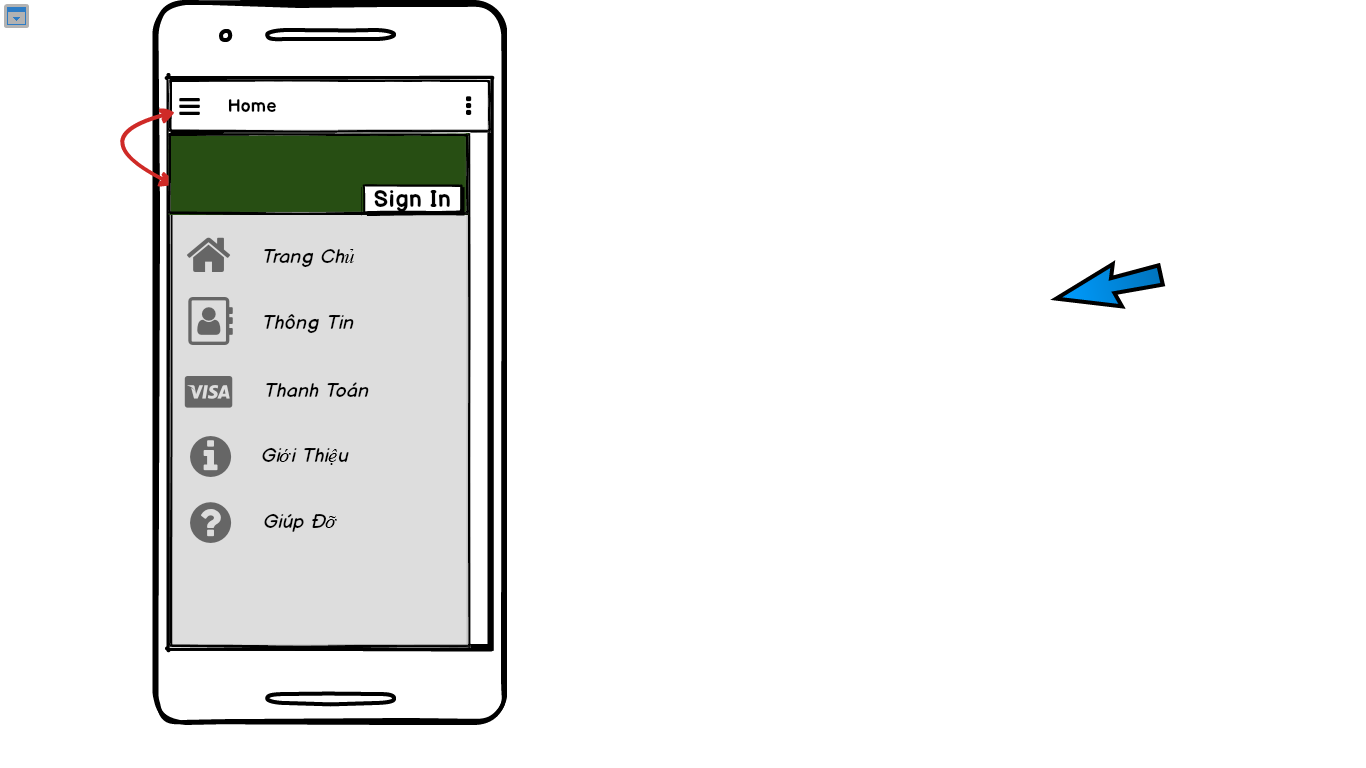 Home
Sign In
Trang Chủ
Thông Tin
VISA
Thanh Toán
Giới Thiệu
Giúp Đỡ